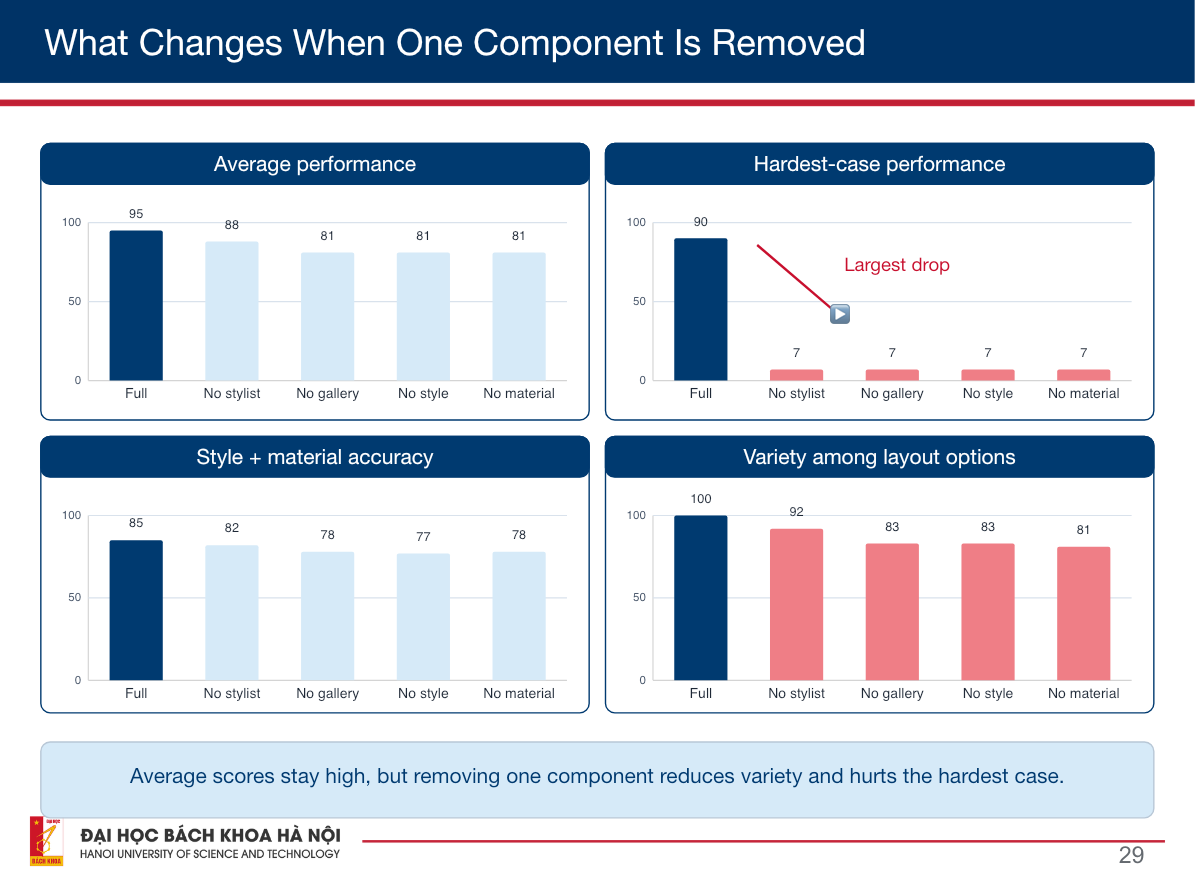 What Changes When One Component Is Removed
Average performance
100
50
0
95
88
81
81
81
Full
No stylist
No gallery
No style
No material
Hardest-case performance
100
50
0
90
Largest drop
7
7
7
7
Full
No stylist
No gallery
No style
No material
Style + material accuracy
100
50
0
85
82
78
77
78
Full
No stylist
No gallery
No style
No material
Variety among layout options
100
50
0
100
92
83
83
81
Full
No stylist
No gallery
No style
No material
Average scores stay high, but removing one component reduces variety and hurts the hardest case.
ĐẠI HỌC
BÁCH KHOA
ĐẠI HỌC BÁCH KHOA HÀ NỘI
HANOI UNIVERSITY OF SCIENCE AND TECHNOLOGY
29